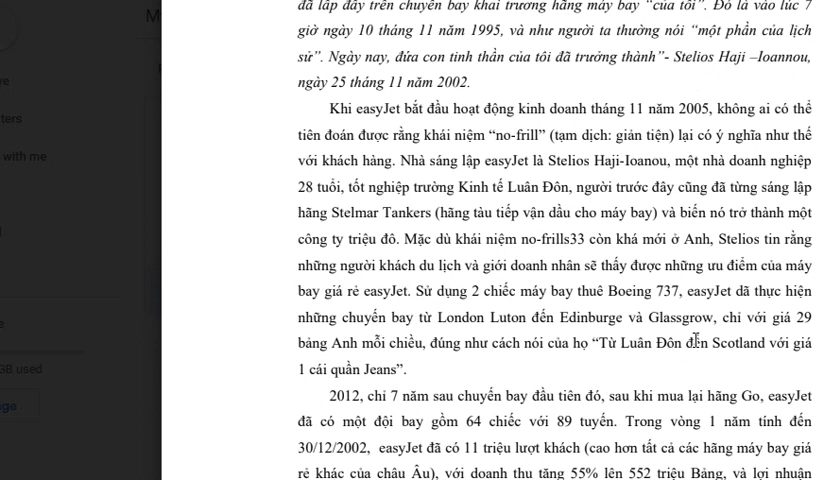 đã lấp đầy trên chuyến bay khai trương hãng máy bay “của tôi”. Đó là vào lúc 7
giờ ngày 10 tháng 11 năm 1995, và như người ta thường nói “một phần của lịch
sử”. Ngày nay, đứa con tinh thần của tôi đã trưởng thành”- Stelios Haji –Ioannou,
ngày 25 tháng 11 năm 2002.
Khi easyJet bắt đầu hoạt động kinh doanh tháng 11 năm 2005, không ai có thể
tiên đoán được rằng khái niệm “no-frill” (tạm dịch: giản tiện) lại có ý nghĩa như thế
với khách hàng. Nhà sáng lập easyJet là Stelios Haji-Ioanou, một nhà doanh nghiệp
28 tuổi, tốt nghiệp trường Kinh tế Luân Đôn, người trước đây cũng đã từng sáng lập
hãng Stelmar Tankers (hãng tàu tiếp vận dầu cho máy bay) và biến nó trở thành một
công ty triệu đô. Mặc dù khái niệm no-frills33 còn khá mới ở Anh, Stelios tin rằng
những người khách du lịch và giới doanh nhân sẽ thấy được những ưu điểm của máy
bay giá rẻ easyJet. Sử dụng 2 chiếc máy bay thuê Boeing 737, easyJet dã thực hiện
những chuyến bay từ London Luton đến Edinburge và Glassgrow, chỉ với giá 29
bảng Anh mỗi chiều, đúng như cách nói của họ “Từ Luân Đôn đến Scotland với giá
1 cái quần Jeans”.
2012, chỉ 7 năm sau chuyến bay đầu tiên đó, sau khi mua lại hãng Go, easyJet
đã có một đội bay gồm 64 chiếc với 89 tuyến. Trong vòng 1 năm tính đến
30/12/2002, easyJet đã có 11 triệu lượt khách (cao hơn tất cả các hãng máy bay giá
rẻ khác của châu Âu), với doanh thu tăng 55% lên 552 triệu Bảng, và lợi nhuận
M
ve
ters
with me
e
GB used
age